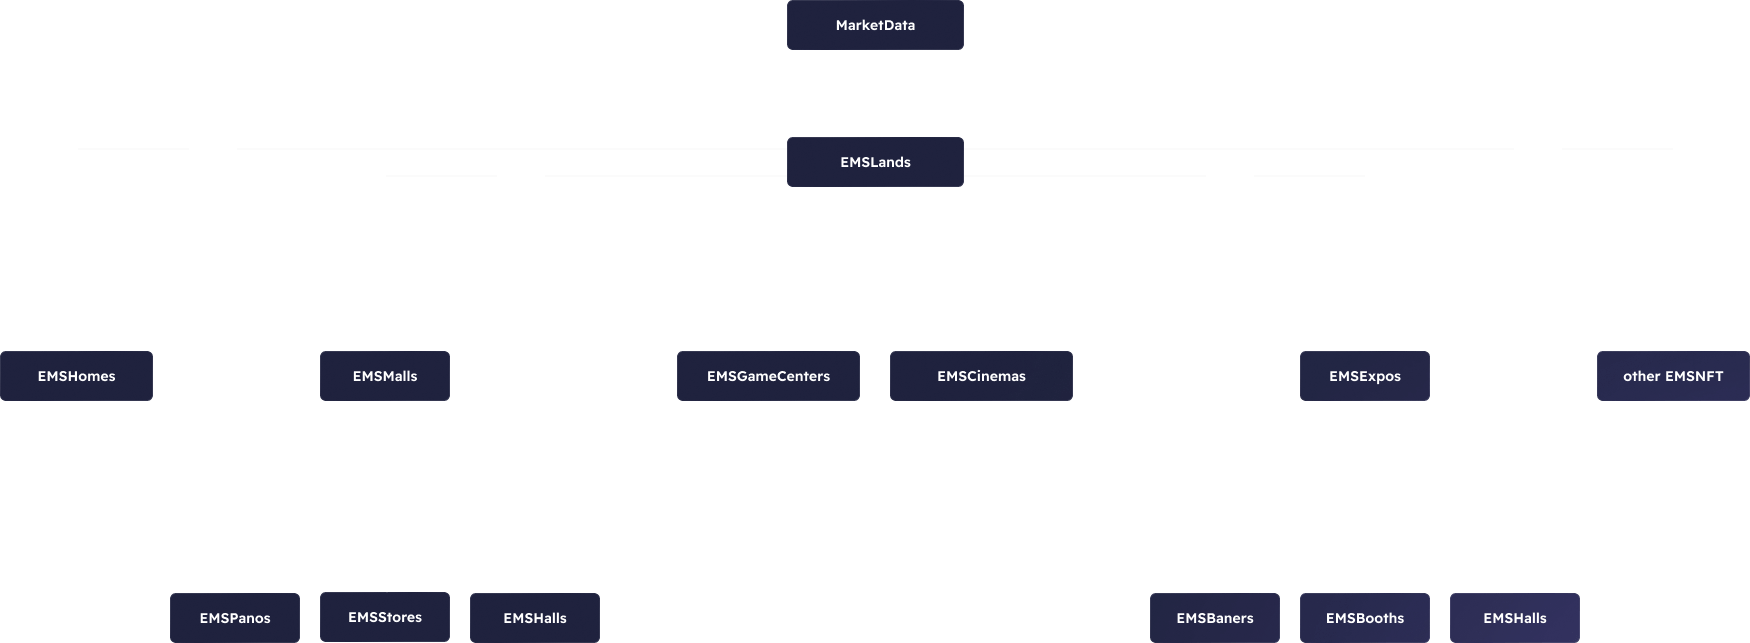 MarketData
EMSLands
EMSHomes
EMSMalls
EMSGameCenters
EMSCinemas
EMSExpos
other EMSNFT
EMSPanos
EMSStores
EMSHalls
EMSBaners
EMSBooths
EMSHalls